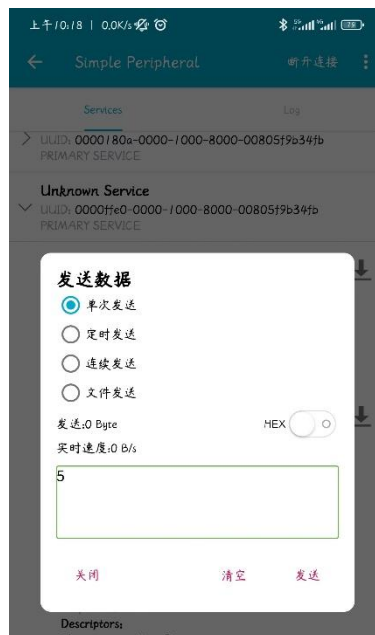 上午10:18 | 0.0K/s
Simple Peripheral 断开连接
Services Log
UUID: 0000180a-0000-1000-8000-00805f9b34fb
PRIMARY SERVICE
Unknown Service
UUID: 0000ffe0-0000-1000-8000-00805f9b34fb
PRIMARY SERVICE
发送数据
单次发送
定时发送
连续发送
文件发送
发送:0 Byte HEX
实时速度:0 B/s
5
关闭 清空 发送
Descriptors: